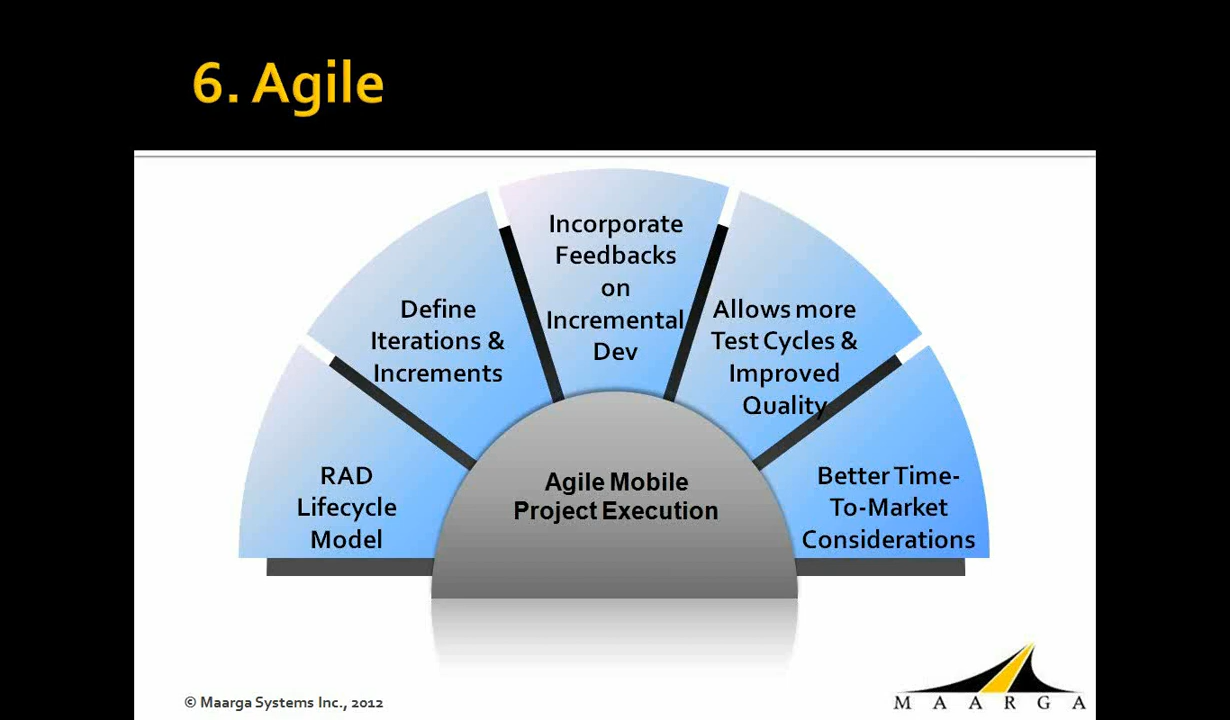 6. Agile
Incorporate
Feedbacks
on
Incremental
Dev
Define
Iterations &
Increments
Allows more
Test Cycles &
Improved
Quality
RAD
Lifecycle
Model
Agile Mobile
Project Execution
Better Time-
To-Market
Considerations
© Maarga Systems Inc., 2012
M A A R G A